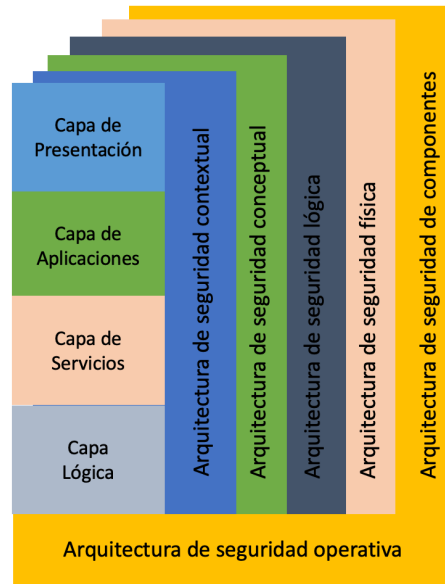 Capa de
Presentación
Capa de
Aplicaciones
Capa de
Servicios
Capa
Lógica
Arquitectura de seguridad contextual
Arquitectura de seguridad conceptual
Arquitectura de seguridad lógica
Arquitectura de seguridad física
Arquitectura de seguridad de componentes
Arquitectura de seguridad operativa